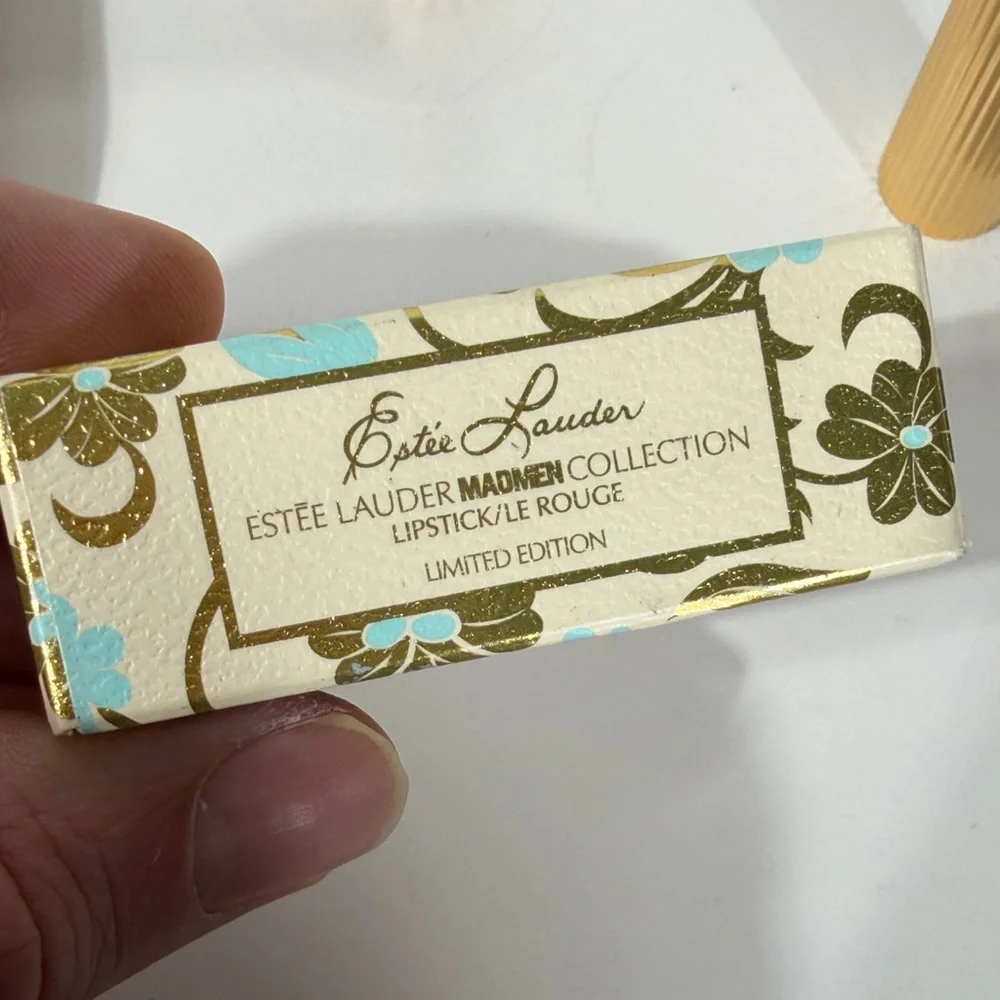 Estée Lauder
ESTĒE LAUDER MADMEN COLLECTION
LIPSTICK/LE ROUGE
LIMITED EDITION